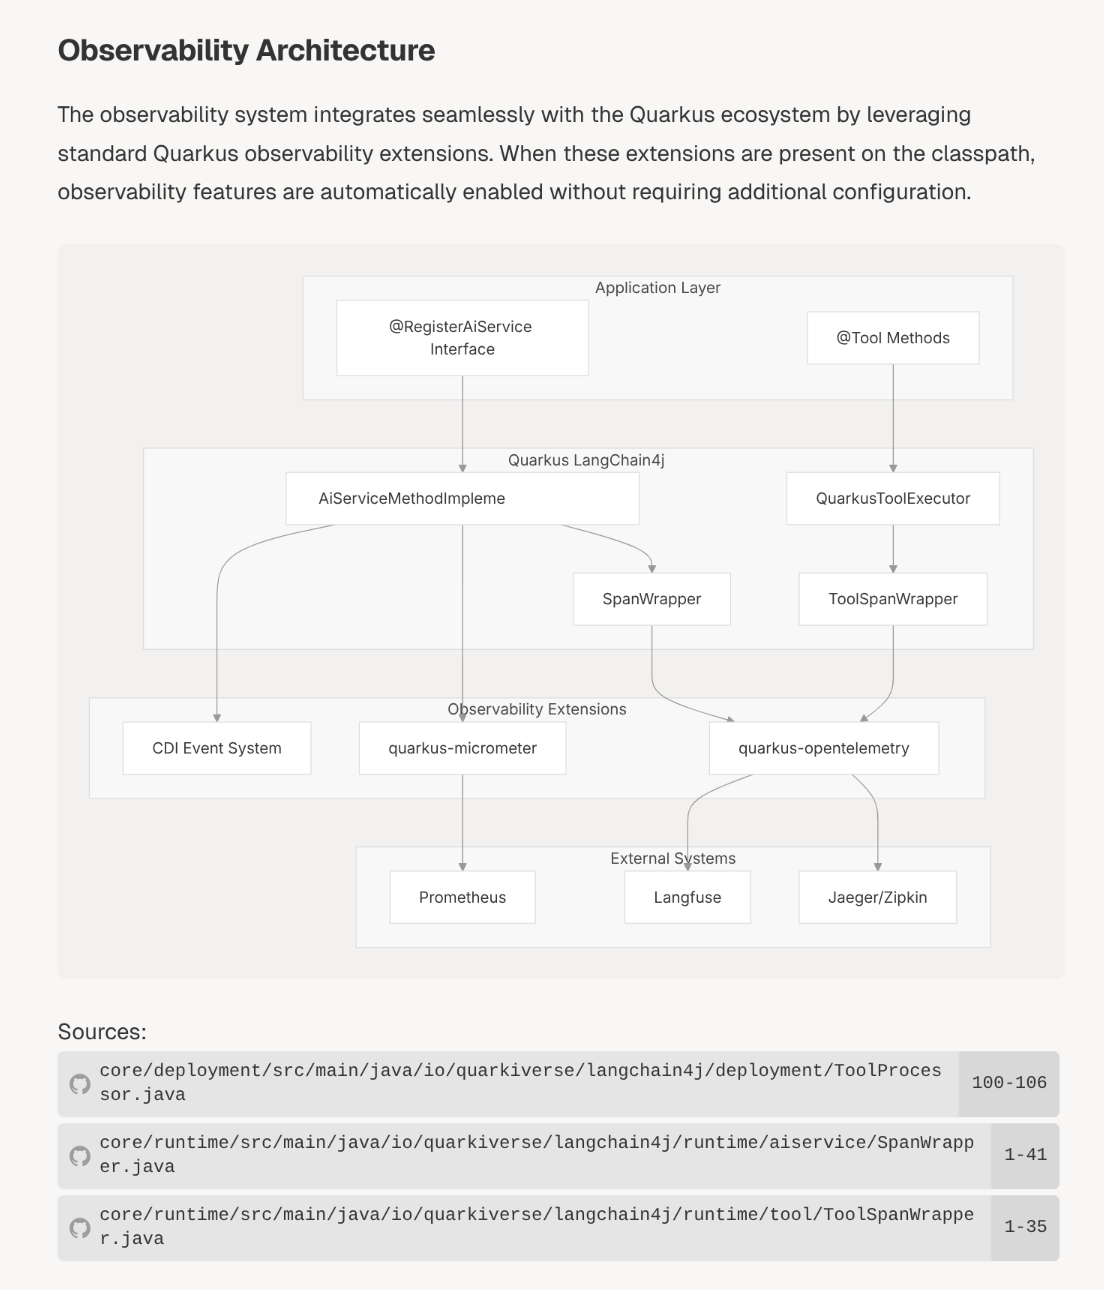 Observability Architecture
The observability system integrates seamlessly with the Quarkus ecosystem by leveraging
standard Quarkus observability extensions. When these extensions are present on the classpath,
observability features are automatically enabled without requiring additional configuration.
Application Layer
@RegisterAiService
Interface
@Tool Methods
Quarkus LangChain4j
AiServiceMethodImpleme
QuarkusToolExecutor
SpanWrapper
ToolSpanWrapper
Observability Extensions
CDI Event System
quarkus-micrometer
quarkus-opentelemetry
External Systems
Prometheus
Langfuse
Jaeger/Zipkin
Sources:
core/deployment/src/main/java/io/quarkiverse/langchain4j/deployment/ToolProces
sor.java
100-106
core/runtime/src/main/java/io/quarkiverse/langchain4j/runtime/aiservice/SpanWrapp
er.java
1-41
core/runtime/src/main/java/io/quarkiverse/langchain4j/runtime/tool/ToolSpanWrappe
r.java
1-35